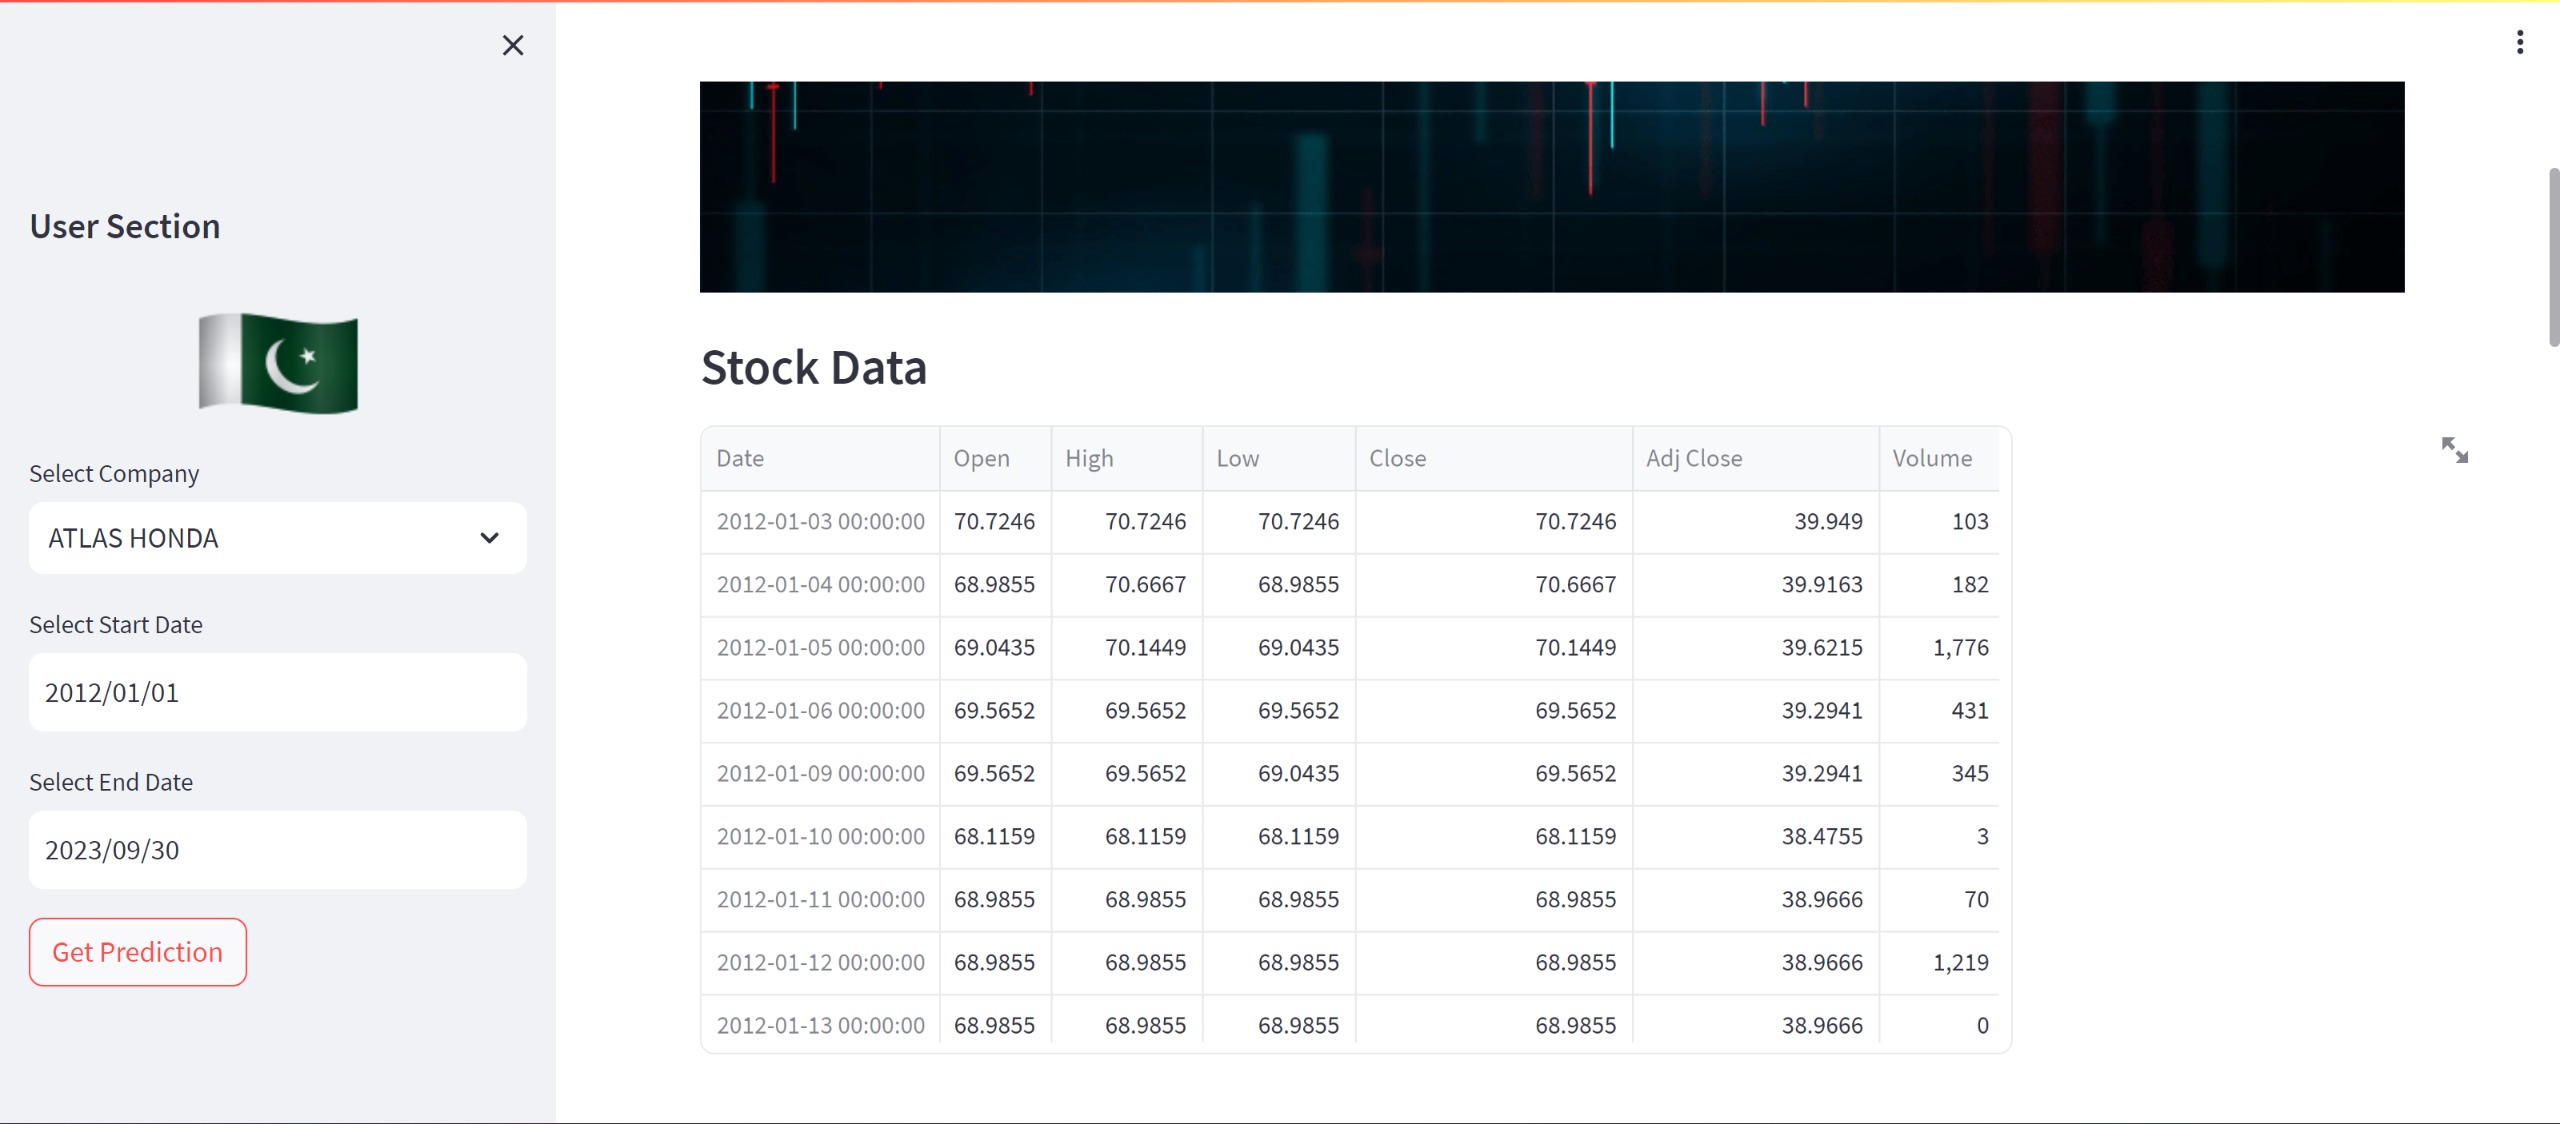 User Section
Select Company
ATLAS HONDA
Select Start Date
2012/01/01
Select End Date
2023/09/30
Get Prediction
Stock Data
Date Open High Low Close Adj Close Volume
2012-01-03 00:00:00 70.7246 70.7246 70.7246 70.7246 39.949 103
2012-01-04 00:00:00 68.9855 70.6667 68.9855 70.6667 39.9163 182
2012-01-05 00:00:00 69.0435 70.1449 69.0435 70.1449 39.6215 1,776
2012-01-06 00:00:00 69.5652 69.5652 69.5652 69.5652 39.2941 431
2012-01-09 00:00:00 69.5652 69.5652 69.0435 69.5652 39.2941 345
2012-01-10 00:00:00 68.1159 68.1159 68.1159 68.1159 38.4755 3
2012-01-11 00:00:00 68.9855 68.9855 68.9855 68.9855 38.9666 70
2012-01-12 00:00:00 68.9855 68.9855 68.9855 68.9855 38.9666 1,219
2012-01-13 00:00:00 68.9855 68.9855 68.9855 68.9855 38.9666 0